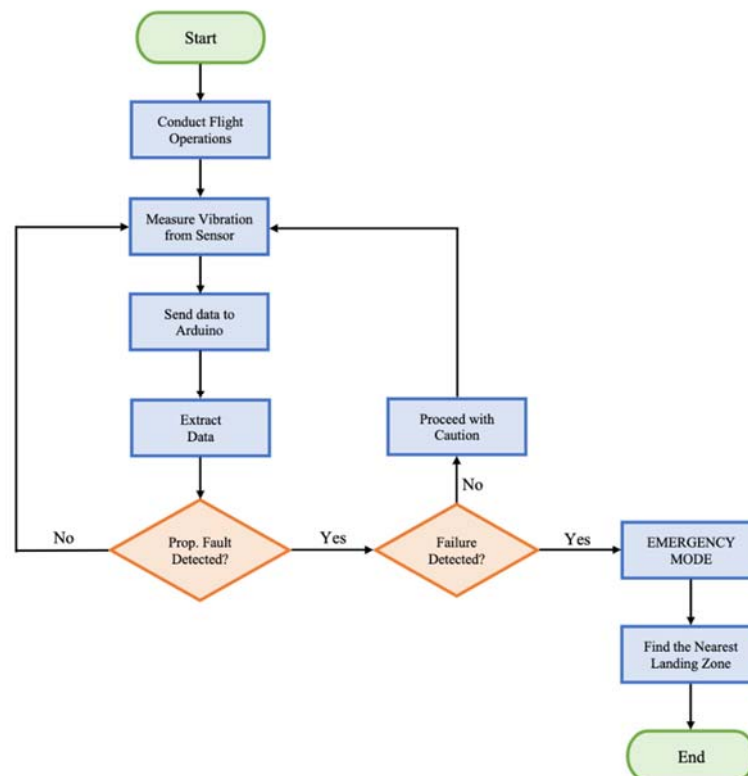 Start
Conduct Flight
Operations
Measure Vibration
from Sensor
Send data to
Arduino
Extract
Data
Proceed with
Caution
No
No
Prop. Fault
Detected?
Yes
Failure
Detected?
Yes
EMERGENCY
MODE
Find the Nearest
Landing Zone
End